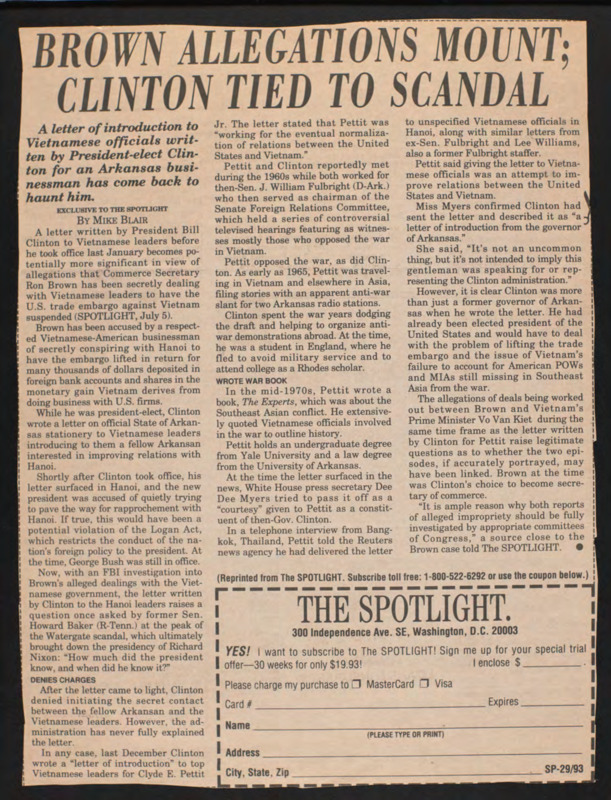 BROWN ALLEGATIONS MOUNT;
CLINTON TIED TO SCANDAL
A letter of introduction to
Vietnamese officials writ-
ten by President-elect Clin-
ton for an Arkansas busi-
nessman has come back to
haunt him.
EXCLUSIVE TO THE SPOTLIGHT
BY MIKE BLAIR
A letter written by President Bill
Clinton to Vietnamese leaders before
he took office last January becomes po-
tentially more significant in view of
allegations that Commerce Secretary
Ron Brown has been secretly dealing
with Vietnamese leaders to have the
U.S. trade embargo against Vietnam
suspended (SPOTLIGHT, July 5).
Brown has been accused by a respect-
ed Vietnamese-American businessman
of secretly conspiring with Hanoi to
have the embargo lifted in return for
many thousands of dollars deposited in
foreign bank accounts and shares in the
monetary gain Vietnam derives from
doing business with U.S. firms.
While he was president-elect, Clinton
wrote a letter on official State of Arkan-
sas stationery to Vietnamese leaders
introducing to them a fellow Arkansan
interested in improving relations with
Hanoi.
Shortly after Clinton took office, his
letter surfaced in Hanoi, and the new
president was accused of quietly trying
to pave the way for rapprochement with
Hanoi. If true, this would have been a
potential violation of the Logan Act,
which restricts the conduct of the na-
tion's foreign policy to the president. At
the time, George Bush was still in office.
Now, with an FBI investigation into
Brown's alleged dealings with the Viet-
namese government, the letter written
by Clinton to the Hanoi leaders raises a
question once asked by former Sen.
Howard Baker (R-Tenn.) at the peak of
the Watergate scandal, which ultimately
brought down the presidency of Richard
Nixon: "How much did the president
know, and when did he know it?"
DENIES CHARGES
After the letter came to light, Clinton
denied initiating the secret contact
between the fellow Arkansan and the
Vietnamese leaders. However, the ad-
ministration has never fully explained
the letter.
In any case, last December Clinton
wrote a "letter of introduction" to top
Vietnamese leaders for Clyde E. Pettit
Jr. The letter stated that Pettit was
"working for the eventual normaliza-
tion of relations between the United
States and Vietnam."
Pettit and Clinton reportedly met
during the 1960s while both worked for
then-Sen. J. William Fulbright (D-Ark.)
who then served as chairman of the
Senate Foreign Relations Committee,
which held a series of controversial
televised hearings featuring as witnes-
ses mostly those who opposed the war
in Vietnam.
Pettit opposed the war, as did Clin-
ton. As early as 1965, Pettit was travel-
ing in Vietnam and elsewhere in Asia,
filing stories with an apparent anti-war
slant for two Arkansas radio stations.
Clinton spent the war years dodging
the draft and helping to organize anti-
war demonstrations abroad. At the time,
he was a student in England, where he
fled to avoid military service and to
attend college as a Rhodes scholar.
WROTE WAR BOOK
In the mid-1970s, Pettit wrote a
book, The Experts, which was about the
Southeast Asian conflict. He extensive-
ly quoted Vietnamese officials involved
in the war to outline history.
Pettit holds an undergraduate degree
from Yale University and a law degree
from the University of Arkansas.
At the time the letter surfaced in the
news, White House press secretary Dee
Dee Myers tried to pass it off as a
"courtesy" given to Pettit as a constit-
uent of then-Gov. Clinton.
In a telephone interview from Bang-
kok, Thailand, Pettit told the Reuters
news agency he had delivered the letter
to unspecified Vietnamese officials in
Hanoi, along with similar letters from
ex-Sen. Fulbright and Lee Williams,
also a former Fulbright staffer.
Pettit said giving the letter to Vietna-
mese officials was an attempt to im-
prove relations between the United
States and Vietnam.
Miss Myers confirmed Clinton had
sent the letter and described it as "a
letter of introduction from the governor
of Arkansas."
She said, "It's not an uncommon
thing, but it's not intended to imply this
gentleman was speaking for or rep-
resenting the Clinton administration."
However, it is clear Clinton was more
than just a former governor of Arkan-
sas when he wrote the letter. He had
already been elected president of the
United States and would have to deal
with the problem of lifting the trade
embargo and the issue of Vietnam's
failure to account for American POWs
and MIAs still missing in Southeast
Asia from the war.
The allegations of deals being worked
out between Brown and Vietnam's
Prime Minister Vo Van Kiet during the
same time frame as the letter written
by Clinton for Pettit raise legitimate
questions as to whether the two epi-
sodes, if accurately portrayed, may
have been linked. Brown at the time
was Clinton's choice to become secre-
tary of commerce.
"It is ample reason why both reports
of alleged impropriety should be fully
investigated by appropriate committees
of Congress," a source close to the
Brown case told The SPOTLIGHT. ●
(Reprinted from The SPOTLIGHT. Subscribe toll free: 1-800-522-6292 or use the coupon below.)
THE SPOTLIGHT.
300 Independence Ave. SE, Washington, D.C. 20003
YES! I want to subscribe to The SPOTLIGHT! Sign me up for your special trial
offer—30 weeks for only $19.93! I enclose $
Please charge my purchase to ❒ MasterCard ❒ Visa
Card # Expires
Name
(PLEASE TYPE OR PRINT)
Address
City, State, Zip SP-29/93